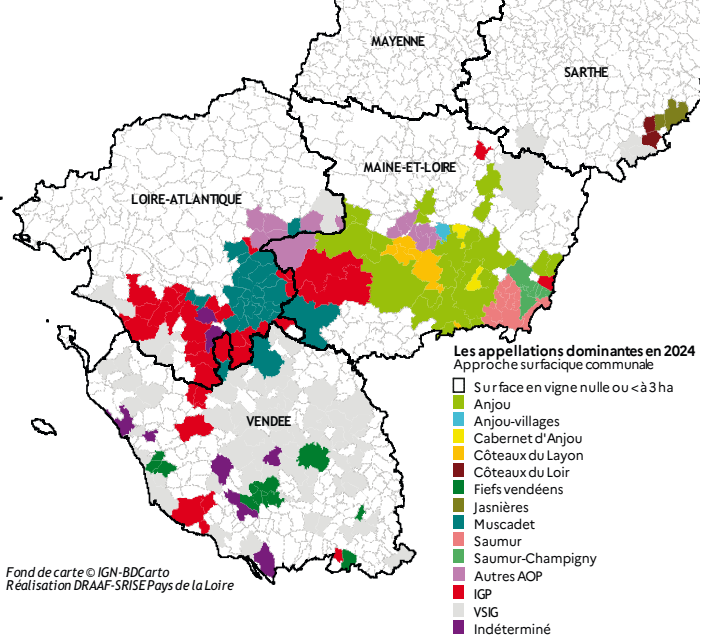 MAYENNE
SARTHE
MAINE-ET-LOIRE
LOIRE-ATLANTIQUE
VENDEE
Les appellations dominantes en 2024
Approche surfacique communale
Surface en vigne nulle ou < à 3 ha
Anjou
Anjou-villages
Cabernet d'Anjou
Côteaux du Layon
Côteaux du Loir
Fiefs vendéens
Jasnières
Muscadet
Saumur
Saumur-Champigny
Autres AOP
IGP
VSIG
Indéterminé
Fond de carte © IGN-BDCarto
Réalisation DRAAF-SRISE Pays de la Loire